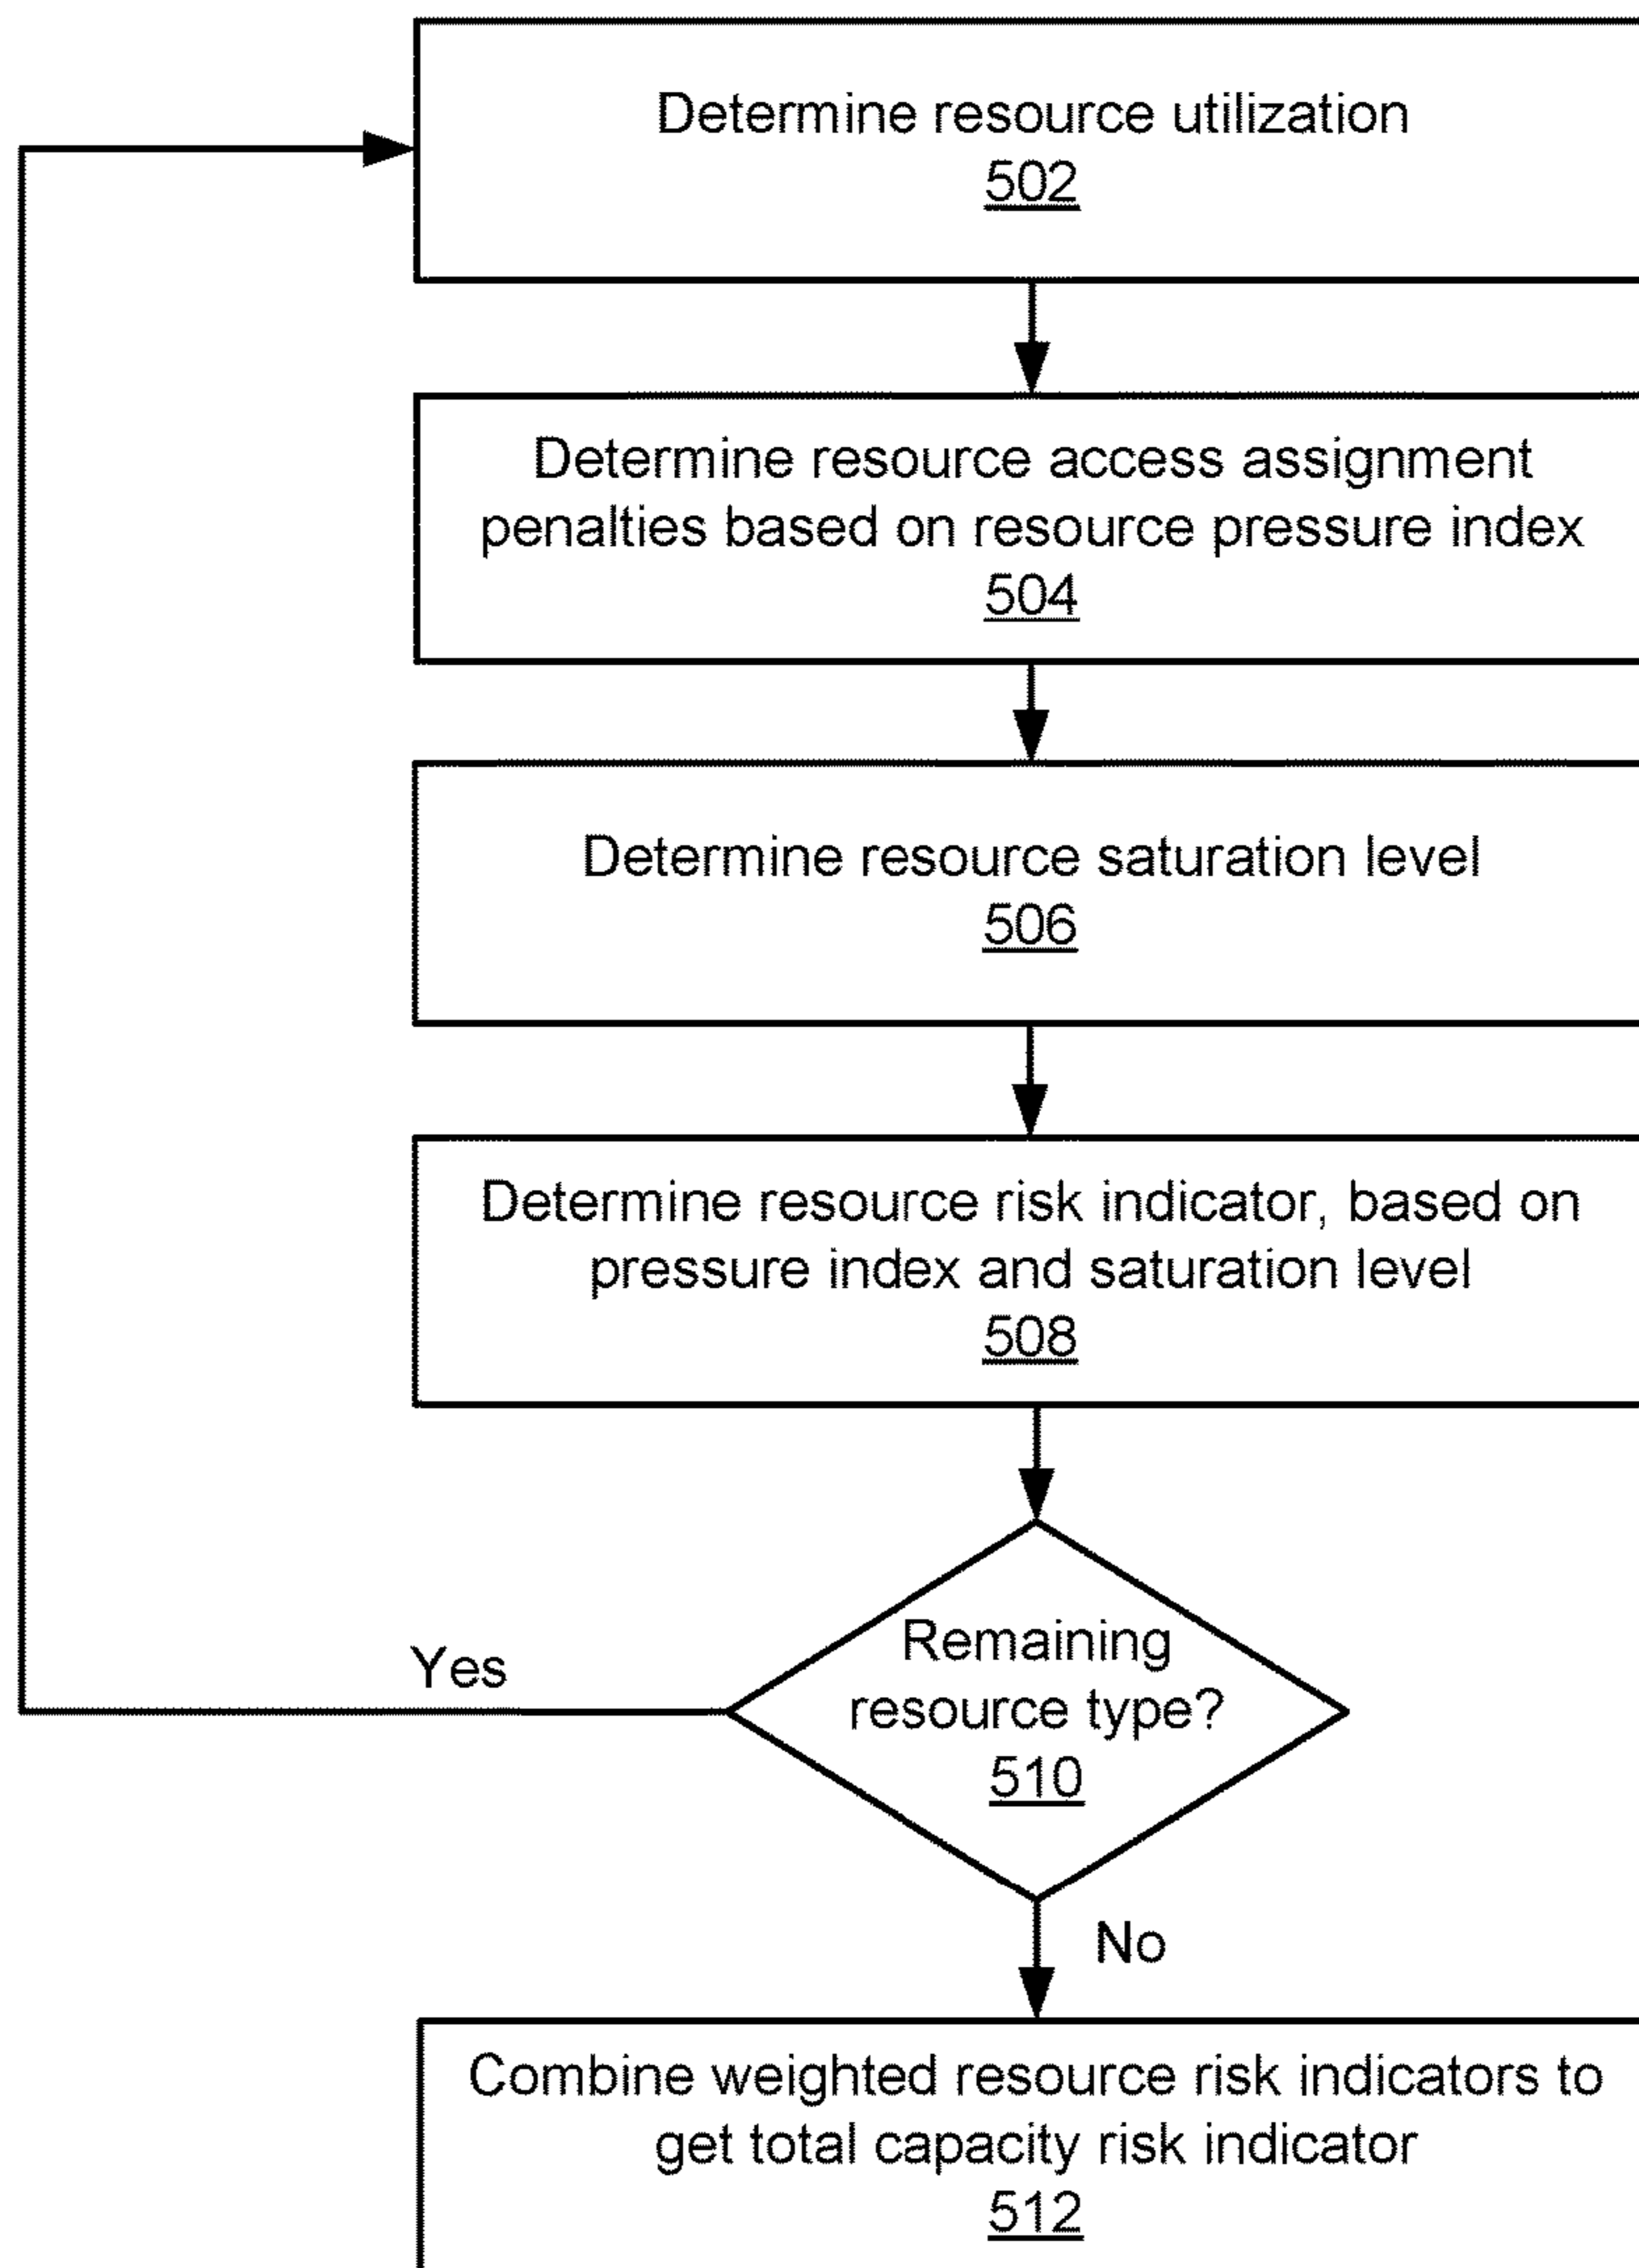 Determine resource utilization
502
Determine resource access assignment
penalties based on resource pressure index
504
Determine resource saturation level
506
Determine resource risk indicator, based on
pressure index and saturation level
508
Remaining
resource type?
510
Yes
No
Combine weighted resource risk indicators to
get total capacity risk indicator
512